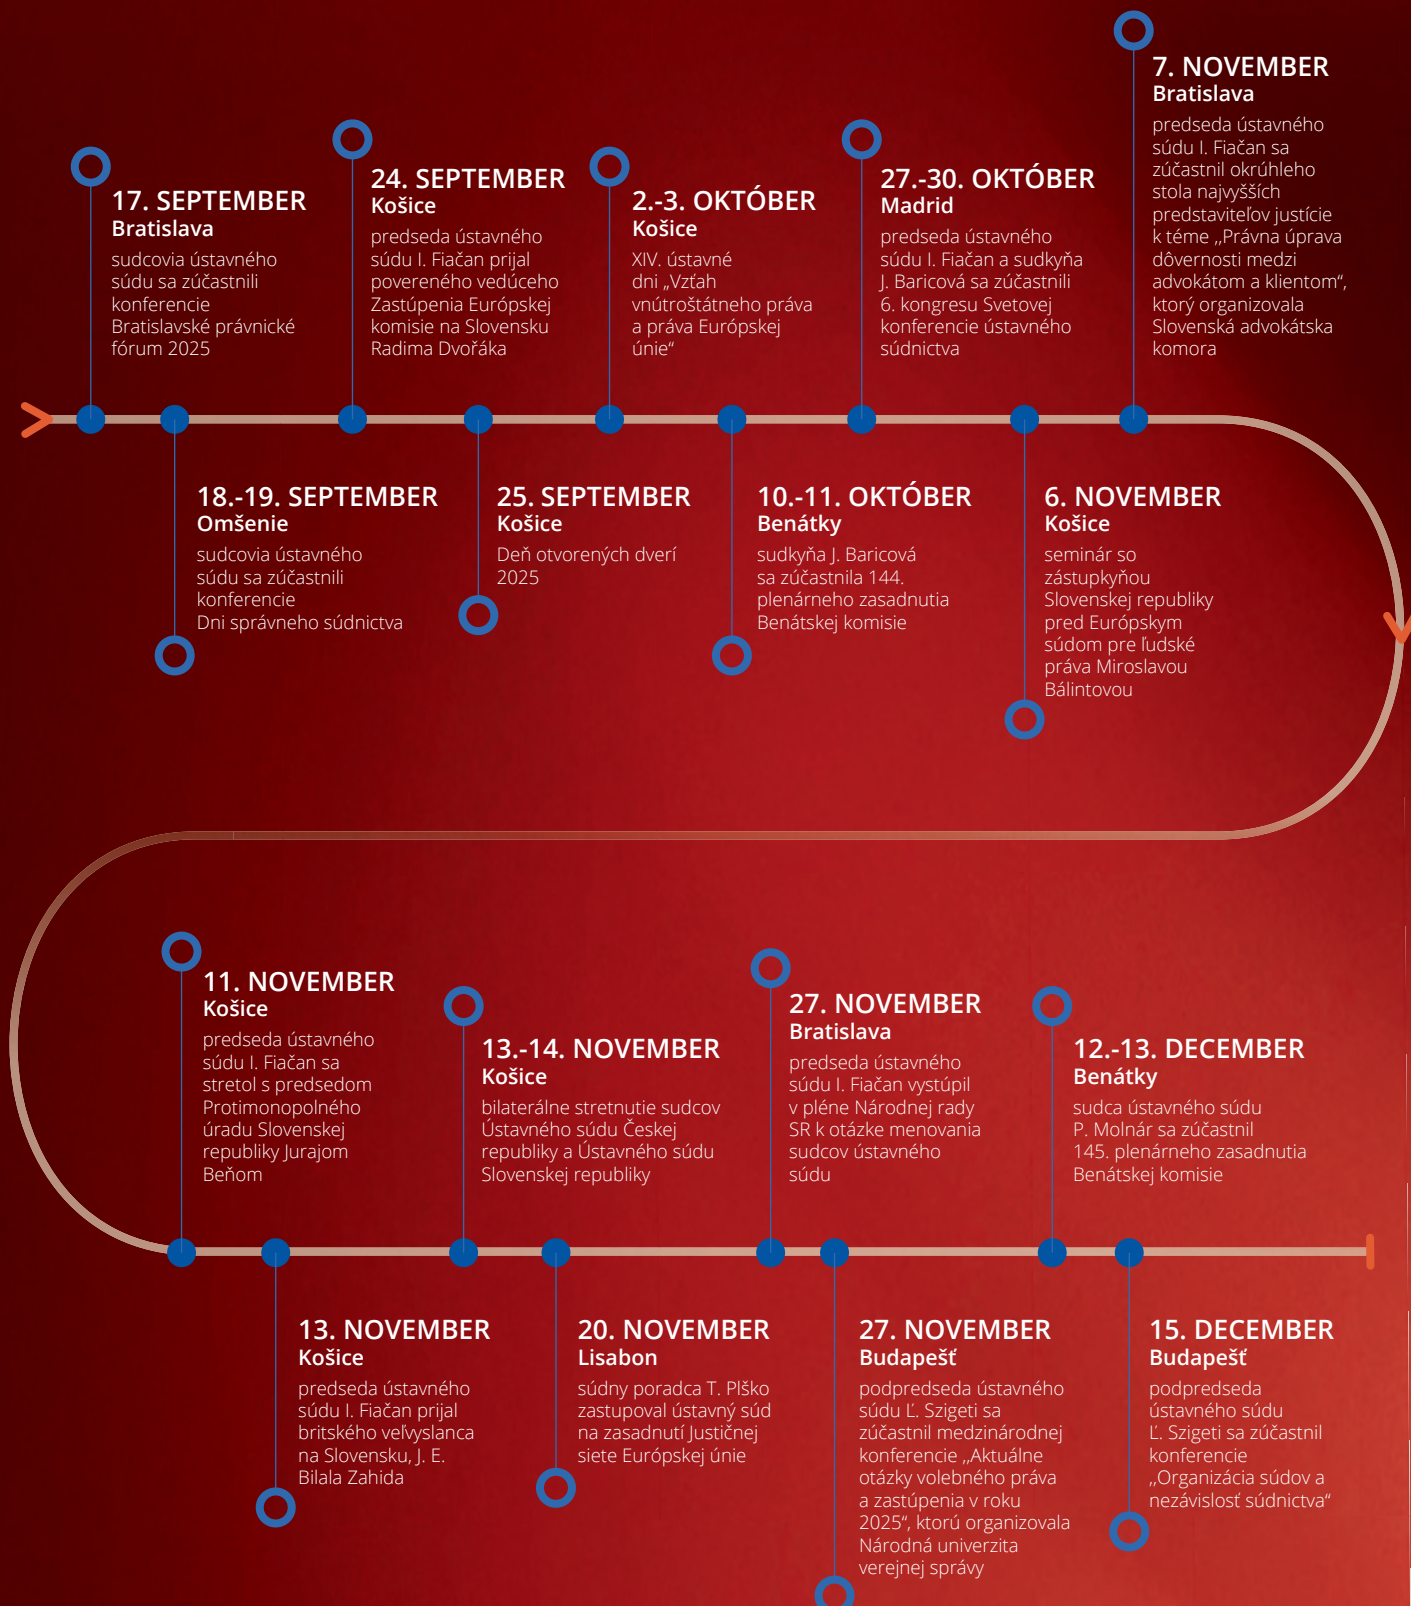 17. SEPTEMBER
Bratislava
sudcovia ústavného
súdu sa zúčastnili
konferencie
Bratislavské právnické
fórum 2025
18.-19. SEPTEMBER
Omšenie
sudcovia ústavného
súdu sa zúčastnili
konferencie
Dni správneho súdnictva
24. SEPTEMBER
Košice
predseda ústavného
súdu I. Fiačan prijal
povereného vedúceho
Zastúpenia Európskej
komisie na Slovensku
Radima Dvořáka
25. SEPTEMBER
Košice
Deň otvorených dverí
2025
2.-3. OKTÓBER
Košice
XIV. ústavné
dni „Vzťah
vnútroštátneho práva
a práva Európskej
únie“
10.-11. OKTÓBER
Benátky
sudkyňa J. Baricová
sa zúčastnila 144.
plenárneho zasadnutia
Benátskej komisie
27.-30. OKTÓBER
Madrid
predseda ústavného
súdu I. Fiačan a sudkyňa
J. Baricová sa zúčastnili
6. kongresu Svetovej
konferencie ústavného
súdnictva
6. NOVEMBER
Košice
seminár so
zástupkyňou
Slovenskej republiky
pred Európskym
súdom pre ľudské
práva Miroslavou
Bálintovou
7. NOVEMBER
Bratislava
predseda ústavného
súdu I. Fiačan sa
zúčastnil okrúhleho
stola najvyšších
predstaviteľov justície
k téme ,,Právna úprava
dôvernosti medzi
advokátom a klientom“,
ktorý organizovala
Slovenská advokátska
komora
11. NOVEMBER
Košice
predseda ústavného
súdu I. Fiačan sa
stretol s predsedom
Protimonopolného
úradu Slovenskej
republiky Jurajom
Beňom
13. NOVEMBER
Košice
predseda ústavného
súdu I. Fiačan prijal
britského veľvyslanca
na Slovensku, J. E.
Bilala Zahida
13.-14. NOVEMBER
Košice
bilaterálne stretnutie sudcov
Ústavného súdu Českej
republiky a Ústavného súdu
Slovenskej republiky
20. NOVEMBER
Lisabon
súdny poradca T. Plško
zastupoval ústavný súd
na zasadnutí Justičnej
siete Európskej únie
27. NOVEMBER
Bratislava
predseda ústavného
súdu I. Fiačan vystúpil
v pléne Národnej rady
SR k otázke menovania
sudcov ústavného
súdu
27. NOVEMBER
Budapešť
podpredseda ústavného
súdu Ľ. Szigeti sa
zúčastnil medzinárodnej
konferencie ,,Aktuálne
otázky volebného práva
a zastúpenia v roku
2025“, ktorú organizovala
Národná univerzita
verejnej správy
12.-13. DECEMBER
Benátky
sudca ústavného súdu
P. Molnár sa zúčastnil
145. plenárneho zasadnutia
Benátskej komisie
15. DECEMBER
Budapešť
podpredseda
ústavného súdu
Ľ. Szigeti sa zúčastnil
konferencie
,,Organizácia súdov a
nezávislosť súdnictva“